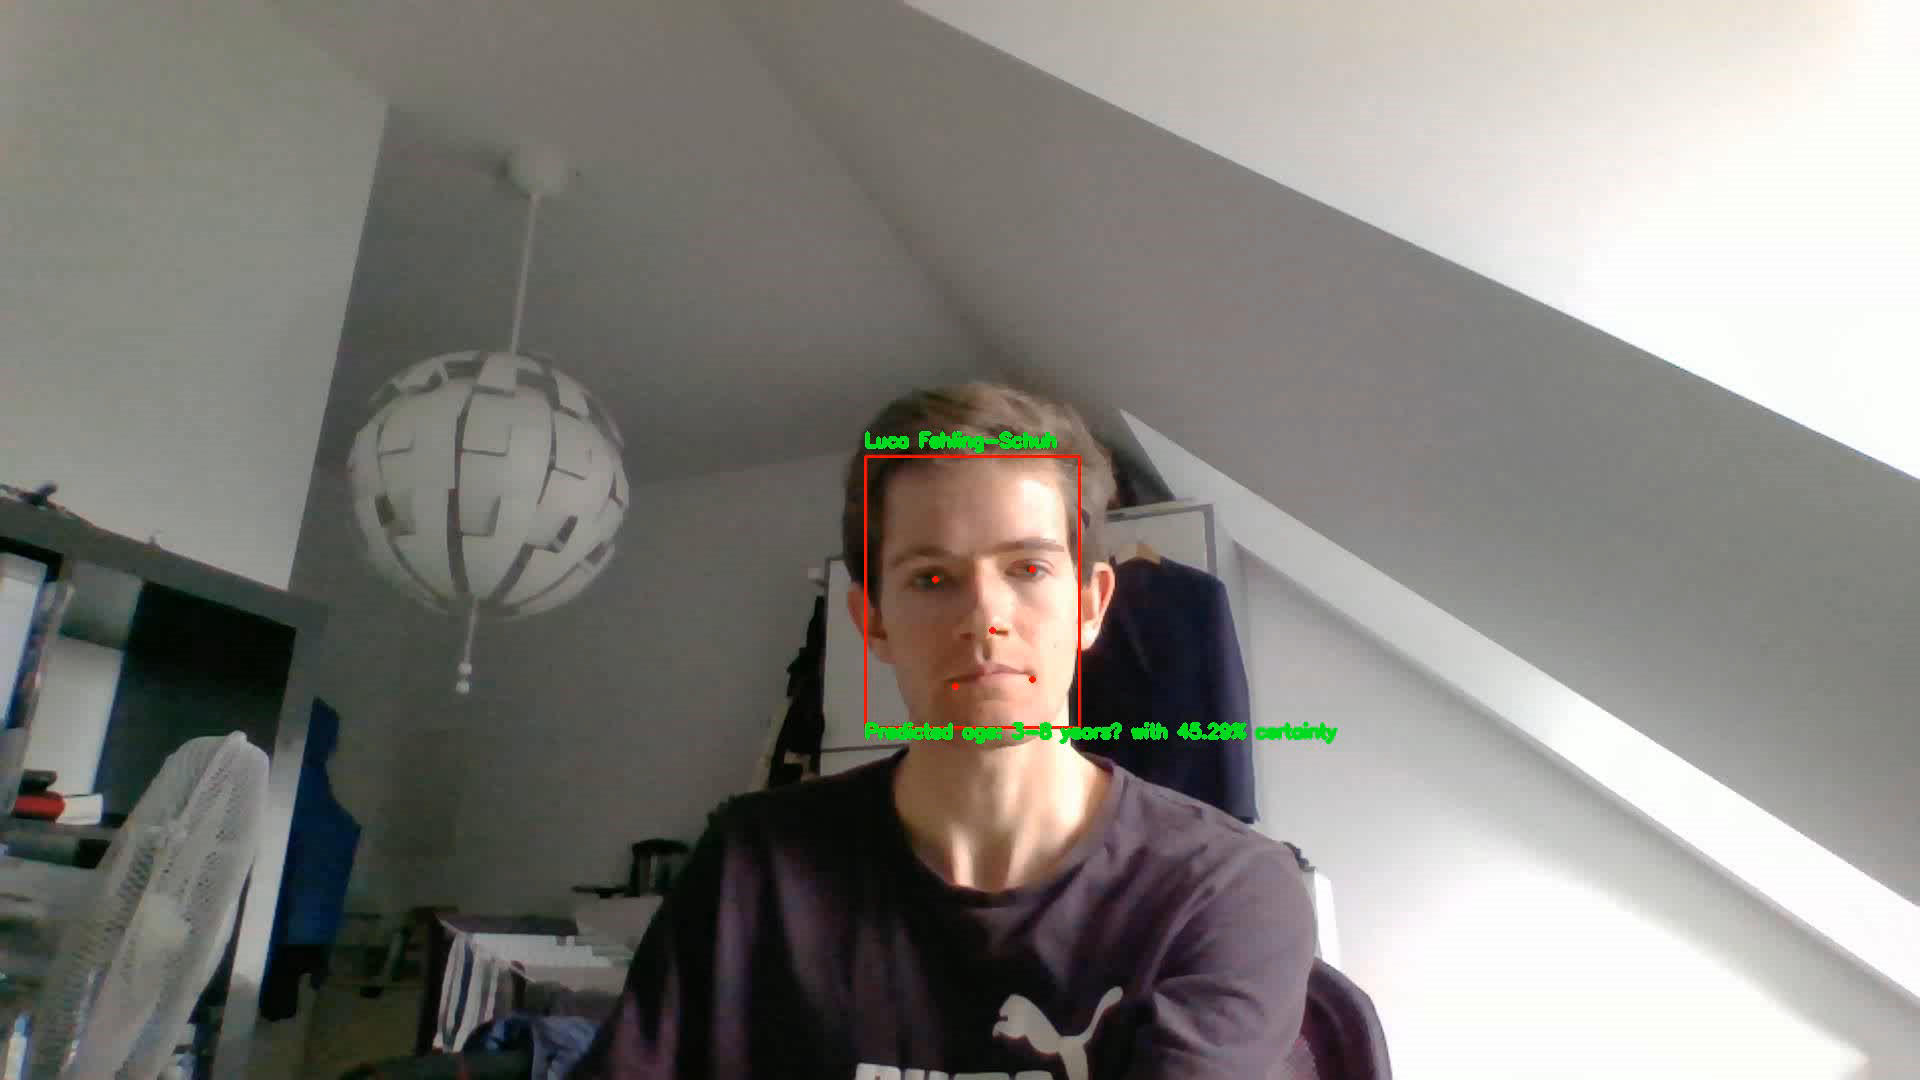 Luca Fehling-Schuh
Predicted age: 3-8 years? with 45.29% certainty